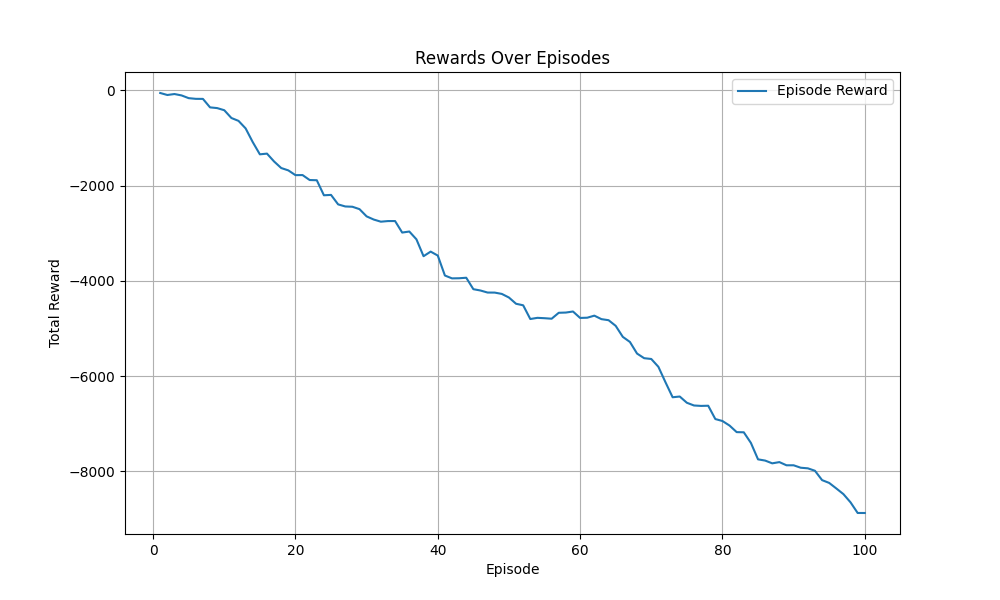 Rewards Over Episodes
Episode Reward
Total Reward
0
−2000
−4000
−6000
−8000
0 20 40 60 80 100
Episode